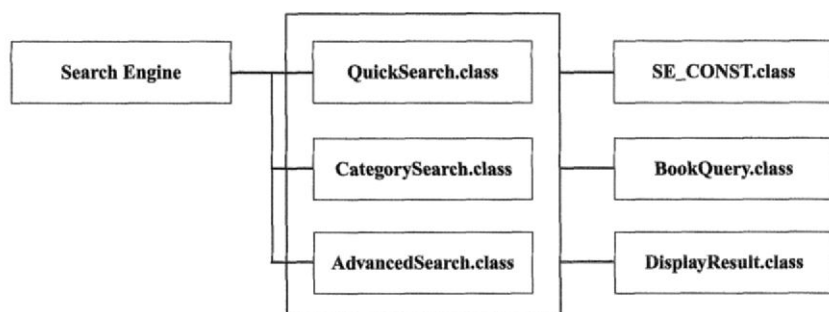 Search Engine
QuickSearch.class
SE_CONST.class
CategorySearch.class
BookQuery.class
AdvancedSearch.class
DisplayResult.class